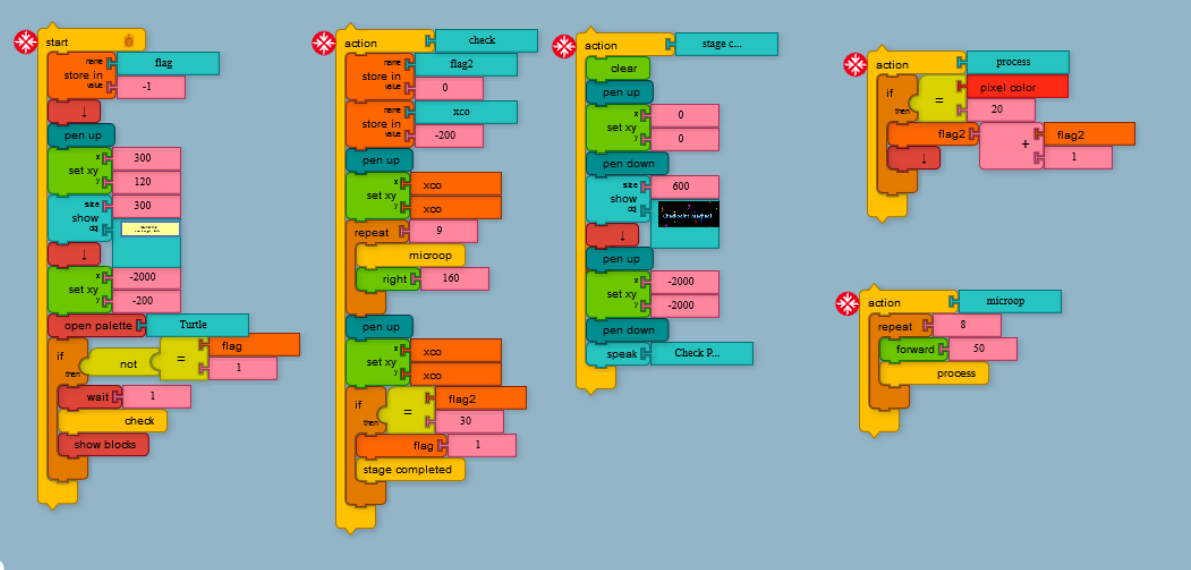 start
name flag
store in
value -1
↓
pen up
x 300
set xy
y 120
size 300
show
obj
↓
x -2000
set xy
y -200
open palette Turtle
if not = flag
then 1
wait 1
check
show blocks
action check
name flag2
store in
value 0
name xco
store in
value -200
pen up
x xco
set xy
y xco
repeat 9
microop
right 160
pen up
x xco
set xy
y xco
if = flag2
then 30
flag 1
stage completed
action stage c...
clear
pen up
x 0
set xy
y 0
pen down
size 600
show
obj
↓
pen up
x -2000
set xy
y -2000
pen down
speak Check P...
action process
if = pixel color
then 20
flag2 + flag2
↓ 1
action microop
repeat 8
forward 50
process